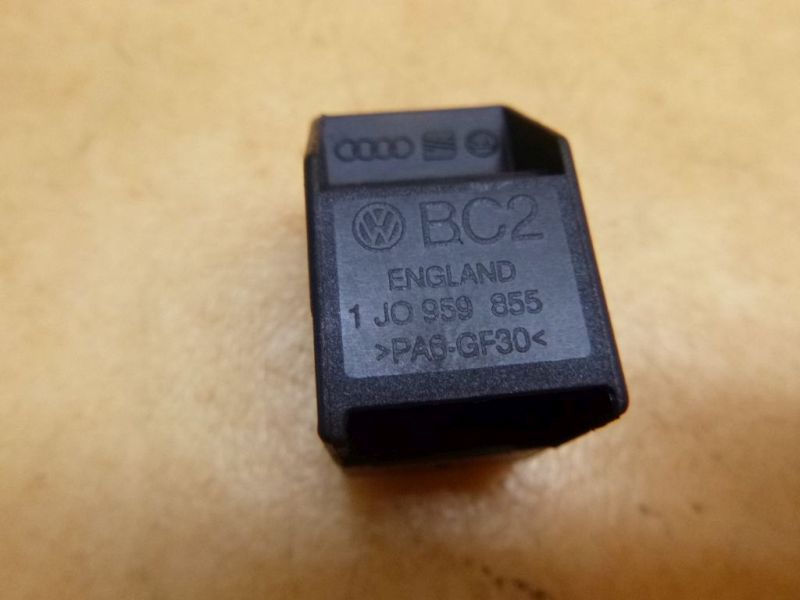 BC2
ENGLAND
1 JO 959 855
>PA6-GF30<